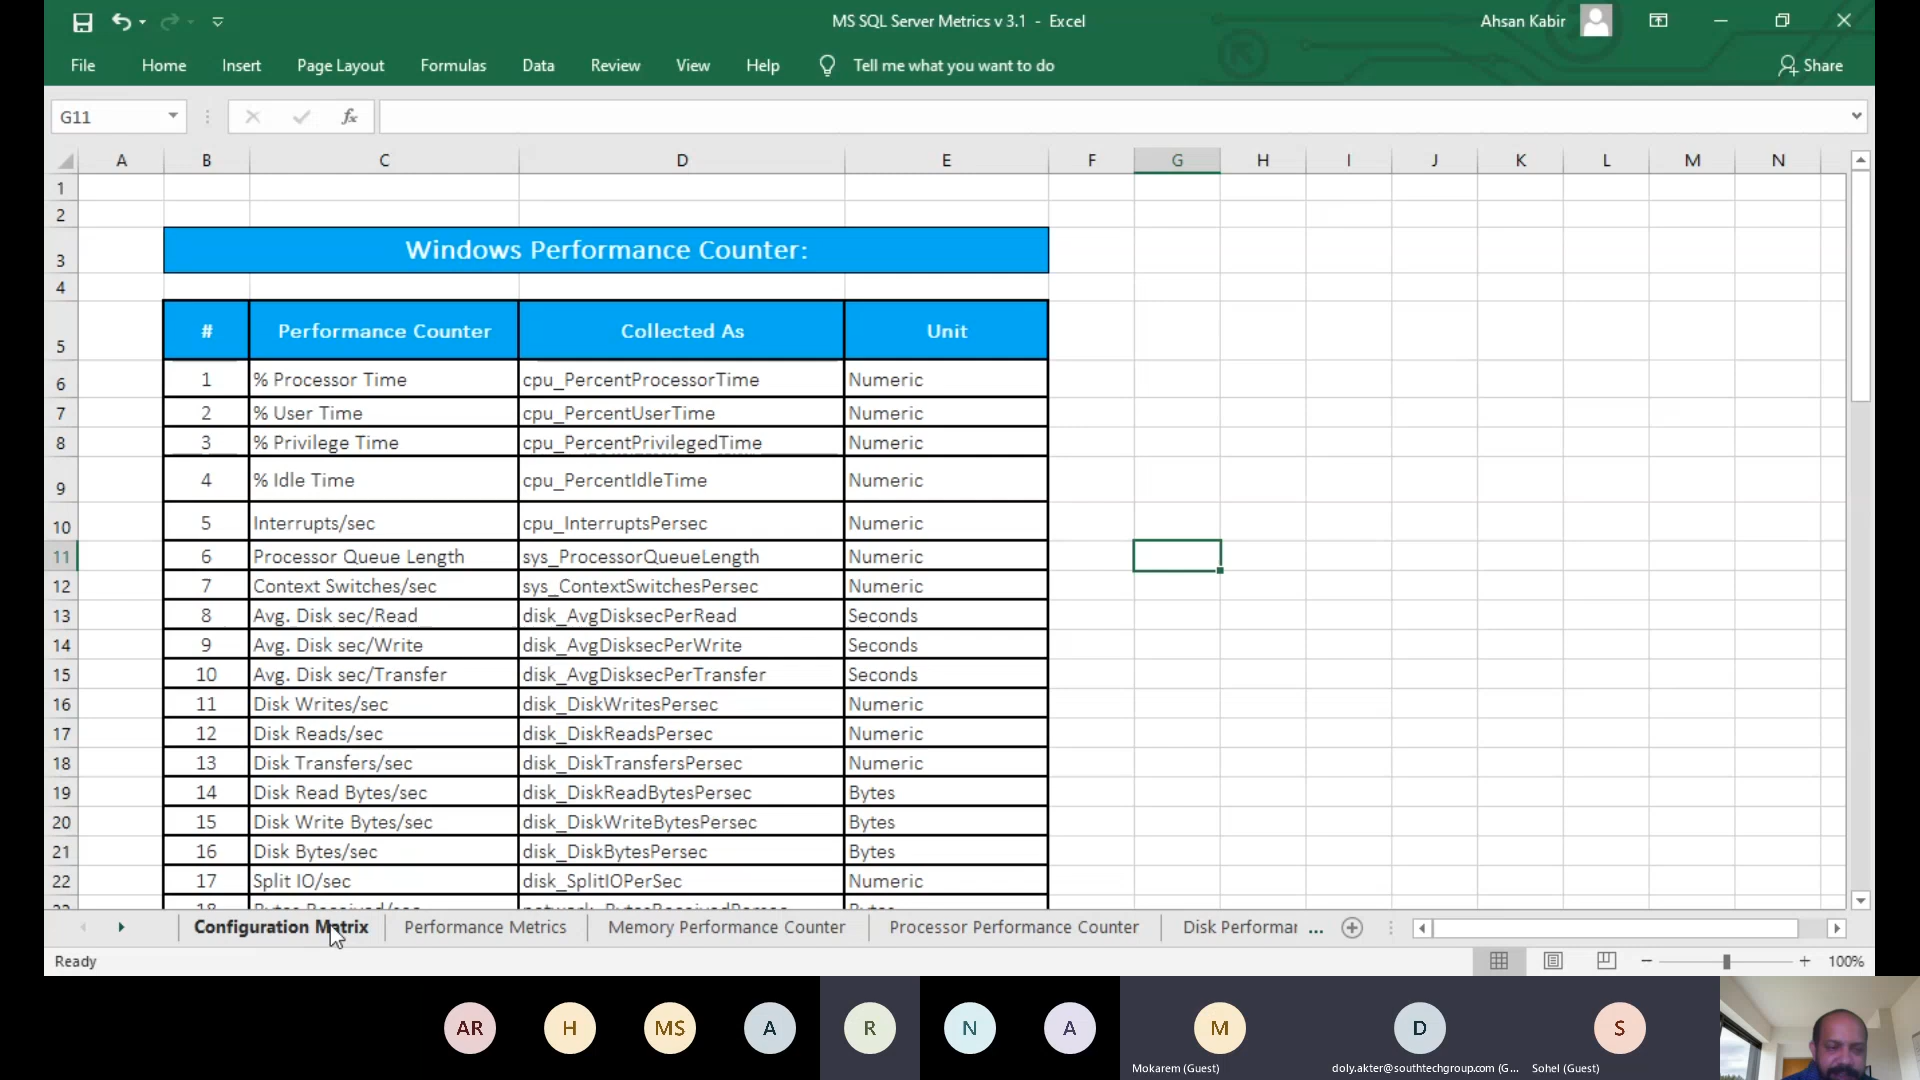 MS SQL Server Metrics v 3.1 - Excel
Ahsan Kabir
File Home Insert Page Layout Formulas Data Review View Help Tell me what you want to do Share
G11 fx
A B C D E F G H I J K L M N
1
2
3 Windows Performance Counter:
4
5 # Performance Counter Collected As Unit
6 1 % Processor Time cpu_PercentProcessorTime Numeric
7 2 % User Time cpu_PercentUserTime Numeric
8 3 % Privilege Time cpu_PercentPrivilegedTime Numeric
9 4 % Idle Time cpu_PercentIdleTime Numeric
10 5 Interrupts/sec cpu_InterruptsPersec Numeric
11 6 Processor Queue Length sys_ProcessorQueueLength Numeric
12 7 Context Switches/sec sys_ContextSwitchesPersec Numeric
13 8 Avg. Disk sec/Read disk_AvgDisksecPerRead Seconds
14 9 Avg. Disk sec/Write disk_AvgDisksecPerWrite Seconds
15 10 Avg. Disk sec/Transfer disk_AvgDisksecPerTransfer Seconds
16 11 Disk Writes/sec disk_DiskWritesPersec Numeric
17 12 Disk Reads/sec disk_DiskReadsPersec Numeric
18 13 Disk Transfers/sec disk_DiskTransfersPersec Numeric
19 14 Disk Read Bytes/sec disk_DiskReadBytesPersec Bytes
20 15 Disk Write Bytes/sec disk_DiskWriteBytesPersec Bytes
21 16 Disk Bytes/sec disk_DiskBytesPersec Bytes
22 17 Split IO/sec disk_SplitIOPerSec Numeric
Configuration Matrix Performance Metrics Memory Performance Counter Processor Performance Counter Disk Performar ...
Ready 100%
AR H MS A R N A M D S
Mokarem (Guest) doly.akter@southtechgroup.com (G... Sohel (Guest)